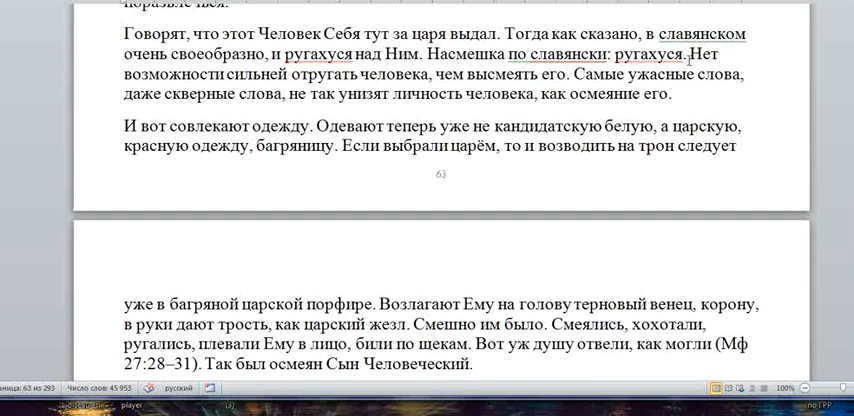 Говорят, что этот Человек Себя тут за царя выдал. Тогда как сказано, в славянском
очень своеобразно, и ругахуся над Ним. Насмешка по славянски: ругахуся. Нет
возможности сильней отругать человека, чем высмеять его. Самые ужасные слова,
даже скверные слова, не так унизят личность человека, как осмеяние его.
И вот совлекают одежду. Одевают теперь уже не кандидатскую белую, а царскую,
красную одежду, багряницу. Если выбрали царём, то и возводить на трон следует
63
уже в багряной царской порфире. Возлагают Ему на голову терновый венец, корону,
в руки дают трость, как царский жезл. Смешно им было. Смеялись, хохотали,
ругались, плевали Ему в лицо, били по щекам. Вот уж душу отвели, как могли (Мф
27:28–31). Так был осмеян Сын Человеческий.
аница: 63 из 293 Число слов: 45 953 русский 100%
player (3) по ГРР